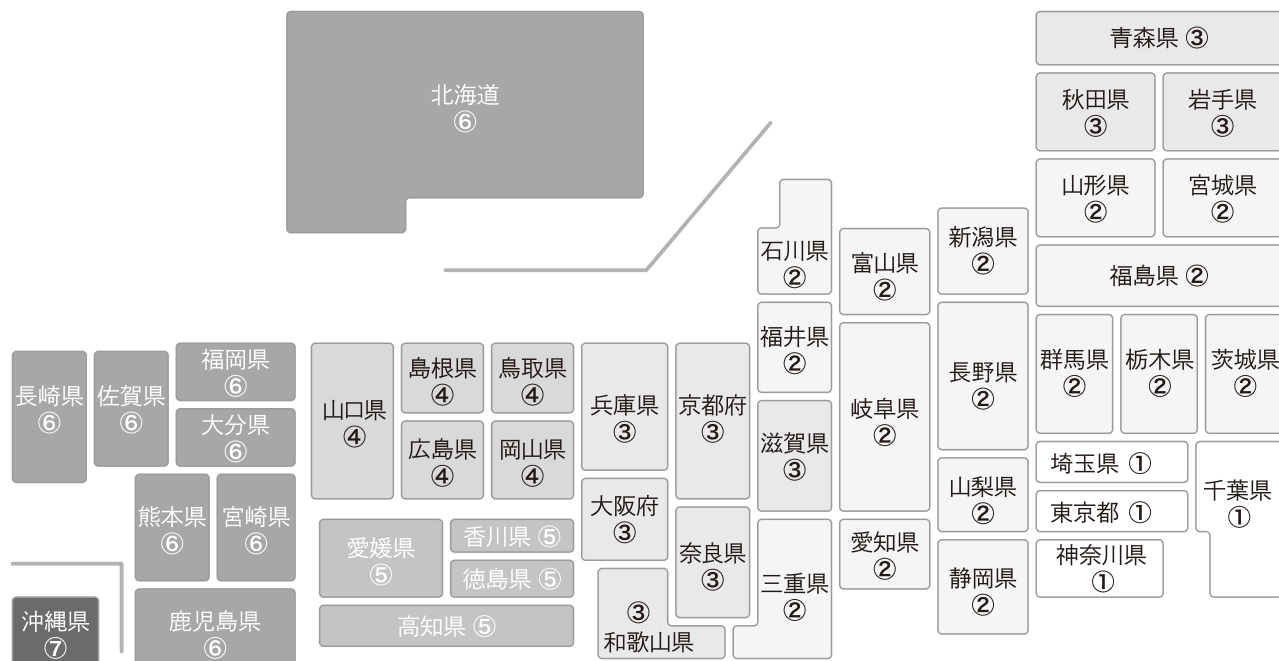 北海道
⑥
青森県 ③
秋田県
③
岩手県
③
山形県
②
宮城県
②
福島県 ②
新潟県
②
富山県
②
石川県
②
福井県
②
群馬県
②
栃木県
②
茨城県
②
長野県
②
岐阜県
②
埼玉県 ①
千葉県
①
東京都 ①
神奈川県
①
山梨県
②
静岡県
②
愛知県
②
三重県
②
滋賀県
③
京都府
③
兵庫県
③
大阪府
③
奈良県
③
③
和歌山県
鳥取県
④
島根県
④
岡山県
④
広島県
④
山口県
④
香川県 ⑤
徳島県 ⑤
愛媛県
⑤
高知県 ⑤
福岡県
⑥
大分県
⑥
佐賀県
⑥
長崎県
⑥
熊本県
⑥
宮崎県
⑥
鹿児島県
⑥
沖縄県
⑦